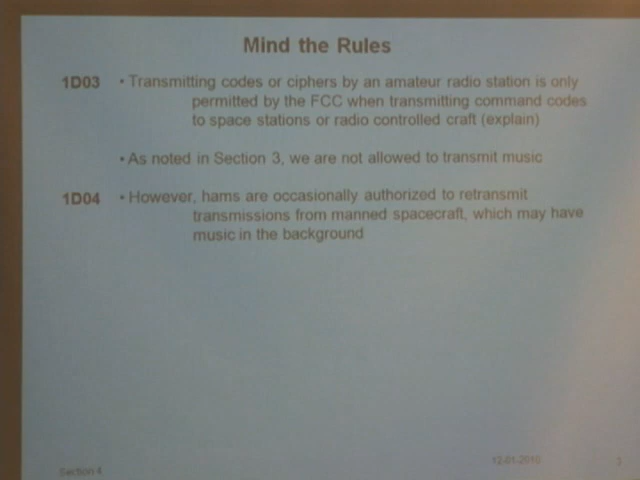 Mind the Rules
1D03 • Transmitting codes or ciphers by an amateur radio station is only
permitted by the FCC when transmitting command codes
to space stations or radio controlled craft (explain)
• As noted in Section 3, we are not allowed to transmit music
1D04 • However, hams are occasionally authorized to retransmit
transmissions from manned spacecraft, which may have
music in the background
Section 4
12-01-2010
3